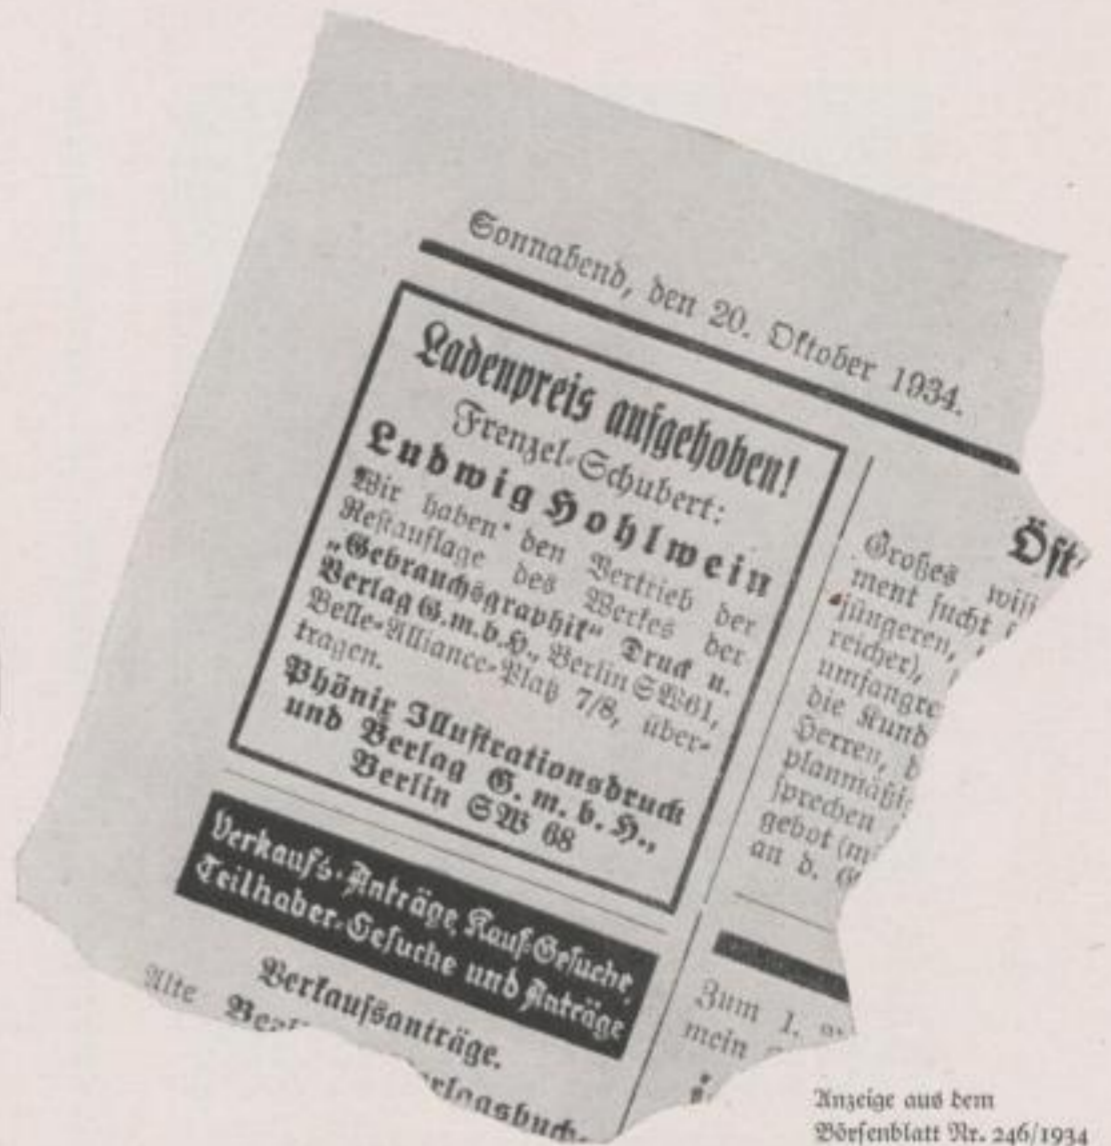 Sonnabend, den 20. Oktober 1934.
Ladenpreis aufgehoben!
Frenzel-Schubert:
Ludwig Hohlwein
Wir haben den Vertrieb der
Restauflage des Werkes der
„Gebrauchsgraphik“ Druck u.
Verlag G.m.b.H., Berlin SW61,
Belle-Alliance-Platz 7/8, über-
tragen.
Phönix Illustrationsdruck
und Verlag G. m. b. H.,
Berlin SW 68
Verkaufs-Anträge, Kauf-Gesuche,
Teilhaber-Gesuche und Anträge
Verkaufsanträge.
Alte
Großes
ment sucht
jüngeren,
reicher),
umfangre
die Kund
Herren,
planmäßi
sprechen
gebot
an d.
Zum 1.
mein
Anzeige aus dem
Börsenblatt Nr. 246/1934